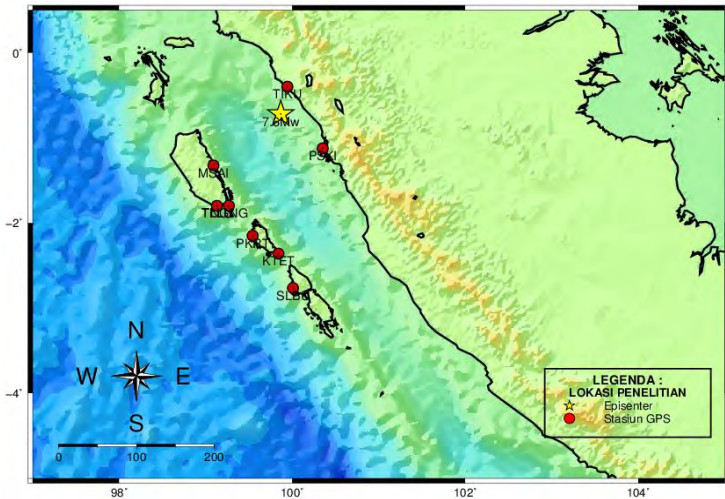 0˚
TIKU
7.6Mw
PSKI
MSAI
−2˚
PKRT
KTET
SLBU
N
W E
S
−4˚
0 100 200
LEGENDA :
LOKASI PENELITIAN
Episenter
Stasiun GPS
98˚ 100˚ 102˚ 104˚